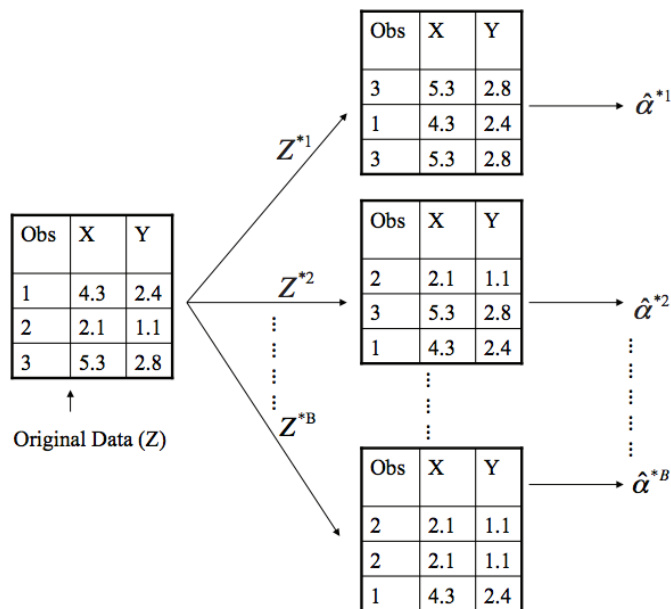 Obs X Y
3 5.3 2.8
1 4.3 2.4
3 5.3 2.8
α̂*1
Z*1
Obs X Y
1 4.3 2.4
2 2.1 1.1
3 5.3 2.8
Original Data (Z)
Z*2
Obs X Y
2 2.1 1.1
3 5.3 2.8
1 4.3 2.4
α̂*2
Z*B
Obs X Y
2 2.1 1.1
2 2.1 1.1
1 4.3 2.4
α̂*B